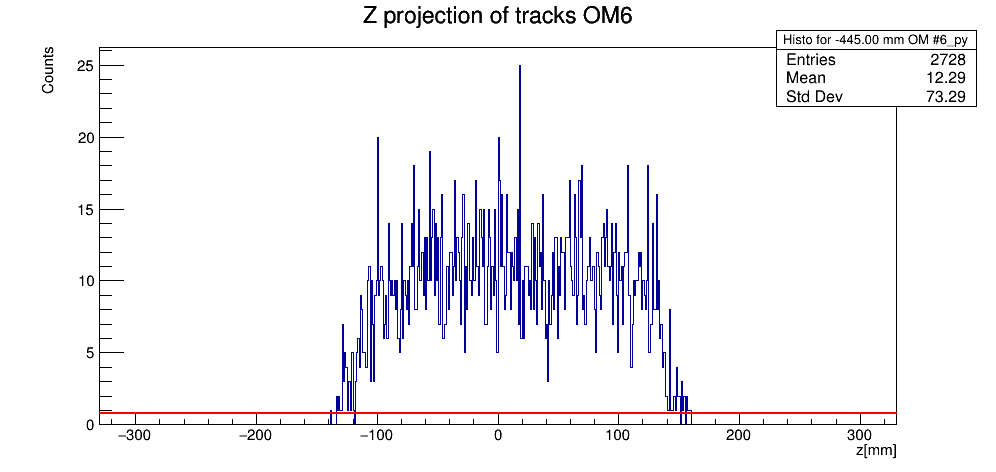 Z projection of tracks OM6
Histo for -445.00 mm OM #6_py
Entries 2728
Mean 12.29
Std Dev 73.29
Counts
25
20
15
10
5
0
−300 −200 −100 0 100 200 300
z[mm]